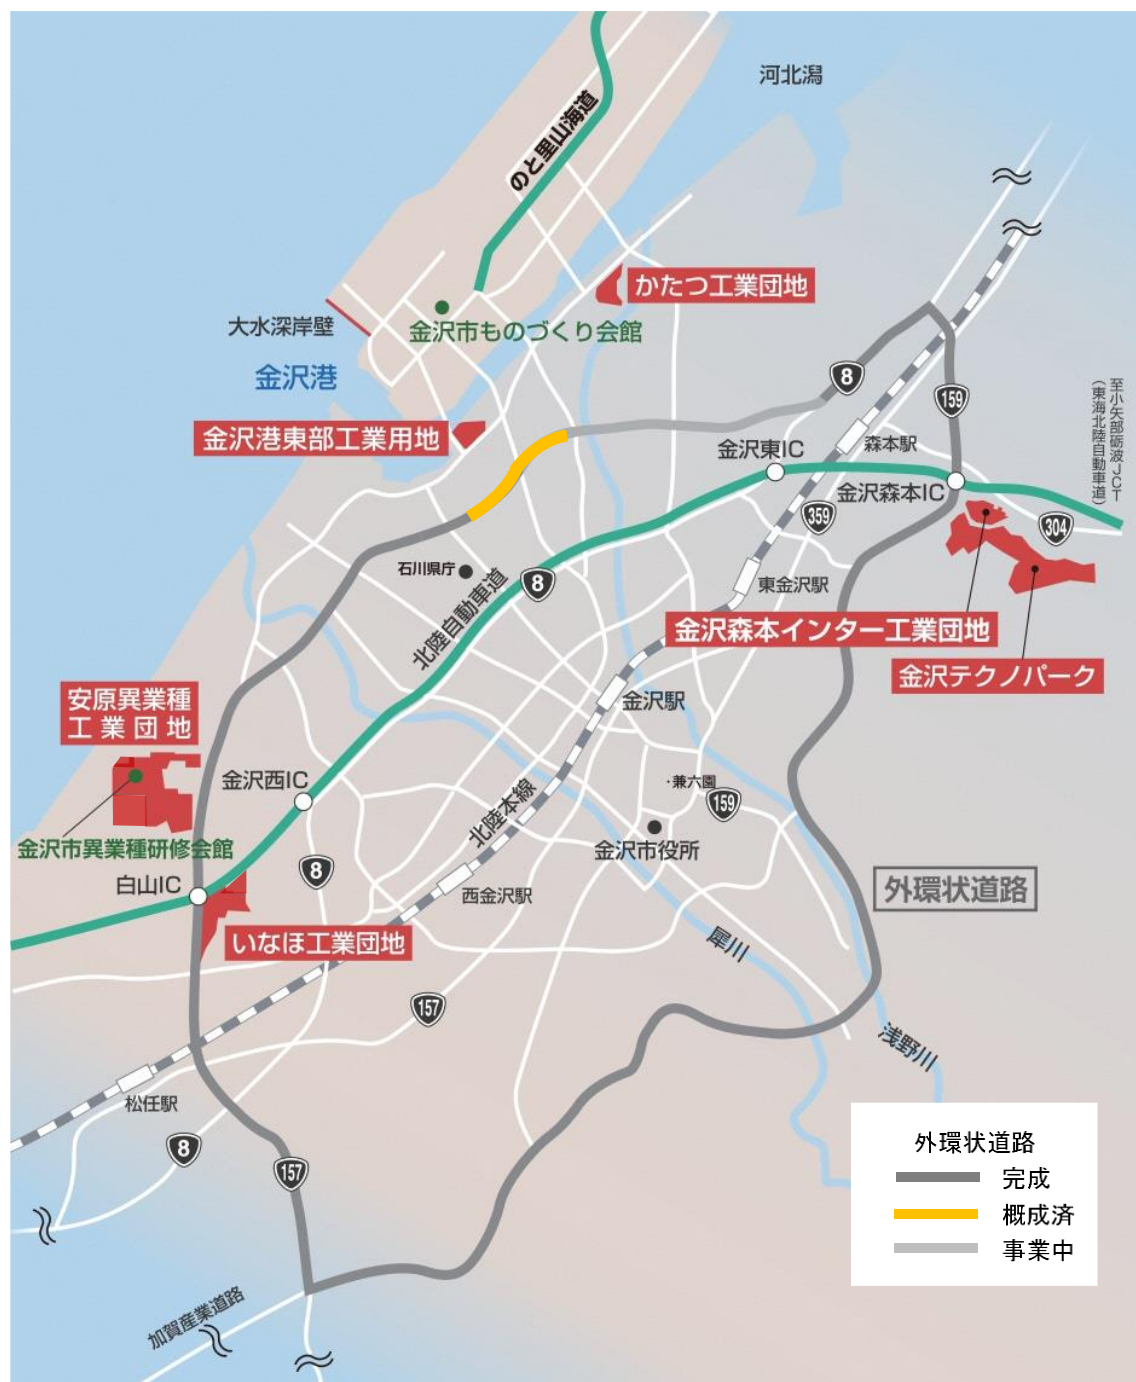 河北潟
のと里山海道
かたつ工業団地
大水深岸壁
金沢市ものづくり会館
金沢港
8
159
至小矢部砺波JCT
(東海北陸自動車道)
金沢港東部工業用地
金沢東IC
森本駅
金沢森本IC
359
304
石川県庁
8
北陸自動車道
東金沢駅
金沢森本インター工業団地
金沢テクノパーク
安原異業種
工業団地
金沢駅
金沢西IC
・兼六園
159
北陸本線
金沢市役所
金沢市異業種研修会館
白山IC
8
西金沢駅
外環状道路
いなほ工業団地
犀川
157
浅野川
松任駅
8
157
外環状道路
完成
概成済
事業中
加賀産業道路